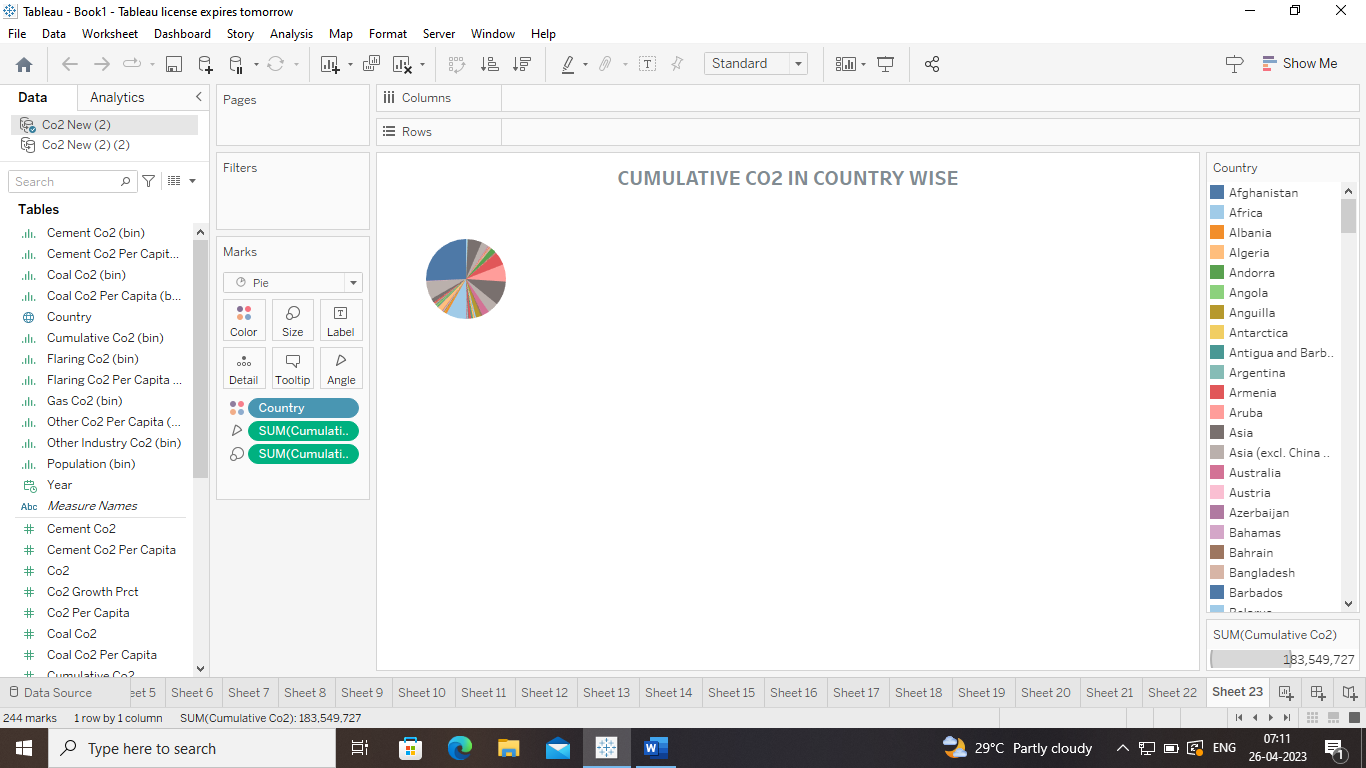 Tableau - Book1 - Tableau license expires tomorrow
File Data Worksheet Dashboard Story Analysis Map Format Server Window Help
Standard
Show Me
Data Analytics
Co2 New (2)
Co2 New (2) (2)
Search
Tables
Cement Co2 (bin)
Cement Co2 Per Capit...
Coal Co2 (bin)
Coal Co2 Per Capita (b...
Country
Cumulative Co2 (bin)
Flaring Co2 (bin)
Flaring Co2 Per Capita ...
Gas Co2 (bin)
Other Co2 Per Capita (...
Other Industry Co2 (bin)
Population (bin)
Year
Abc Measure Names
Cement Co2
Cement Co2 Per Capita
Co2
Co2 Growth Prct
Co2 Per Capita
Coal Co2
Coal Co2 Per Capita
Cumulative Co2
Pages
Filters
Marks
Pie
Color Size Label
T
Detail Tooltip Angle
Country
SUM(Cumulati..
SUM(Cumulati..
Columns
Rows
CUMULATIVE CO2 IN COUNTRY WISE
Country
Afghanistan
Africa
Albania
Algeria
Andorra
Angola
Anguilla
Antarctica
Antigua and Barb..
Argentina
Armenia
Aruba
Asia
Asia (excl. China ..
Australia
Austria
Azerbaijan
Bahamas
Bahrain
Bangladesh
Barbados
Belarus
SUM(Cumulative Co2)
183,549,727
Data Source eet 5 Sheet 6 Sheet 7 Sheet 8 Sheet 9 Sheet 10 Sheet 11 Sheet 12 Sheet 13 Sheet 14 Sheet 15 Sheet 16 Sheet 17 Sheet 18 Sheet 19 Sheet 20 Sheet 21 Sheet 22 Sheet 23
244 marks 1 row by 1 column SUM(Cumulative Co2): 183,549,727
Type here to search
29°C Partly cloudy
ENG
07:11
26-04-2023
1